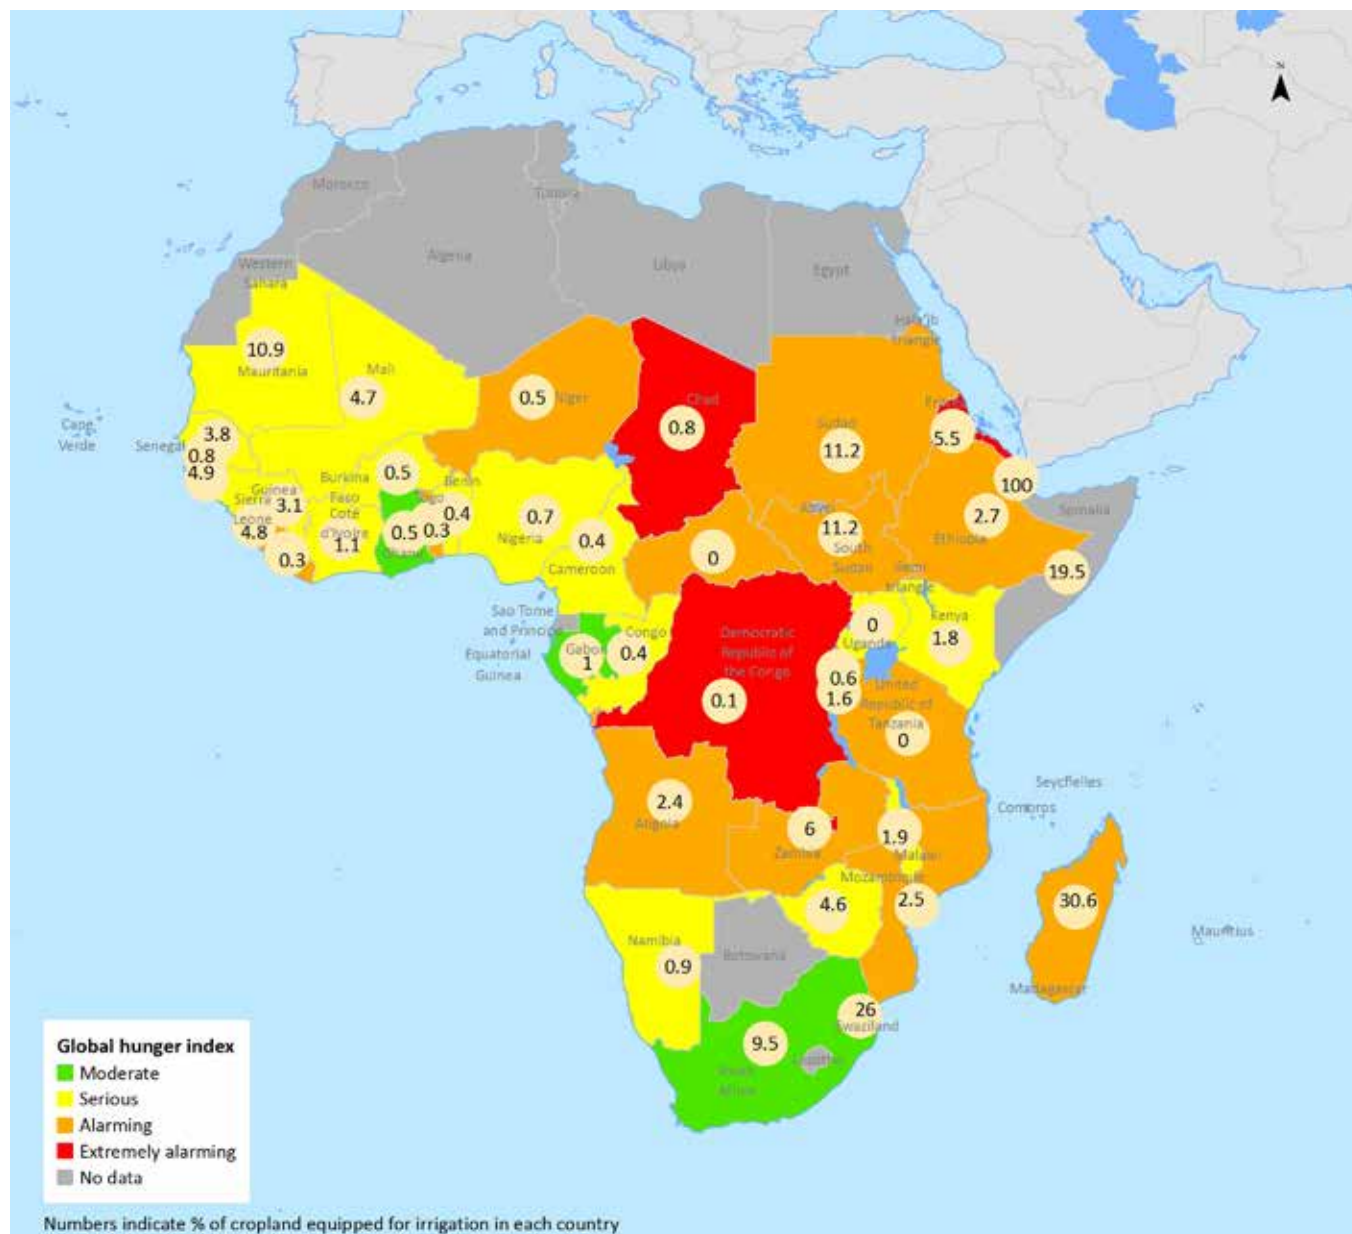 N
Morocco
Tunisia
Algeria
Libya
Egypt
Western
Sahara
Hala'ib
triangle
10.9
Mauritania
Mali
4.7
0.5
Niger
Chad
0.8
Sudan
11.2
Eritrea
5.5
100
Cape
Verde
Senegal
3.8
0.8
4.9
Burkina
Faso
0.5
Benin
Togo
Guinea
3.1
Sierra
Leone
4.8
Coté
d'Ivoire
1.1
0.3
0.5
Ghana
0.3
0.4
0.7
Nigeria
0.4
Cameroon
0
Abyei
11.2
South
Sudan
2.7
Ethiopia
Somalia
19.5
Ilemi
triangle
Kenya
1.8
0
Uganda
Sao Tome
and Principe
Equatorial
Guinea
Gabon
1
Congo
0.4
Democratic
Republic of
the Congo
0.1
0.6
1.6
United
Republic of
Tanzania
0
Seychelles
Comoros
2.4
Angola
6
Zambia
1.9
Malawi
Mozambique
2.5
4.6
30.6
Madagascar
Mauritius
Namibia
0.9
Botswana
26
Swaziland
9.5
South
Africa
Lesotho
Global hunger index
Moderate
Serious
Alarming
Extremely alarming
No data
Numbers indicate % of cropland equipped for irrigation in each country